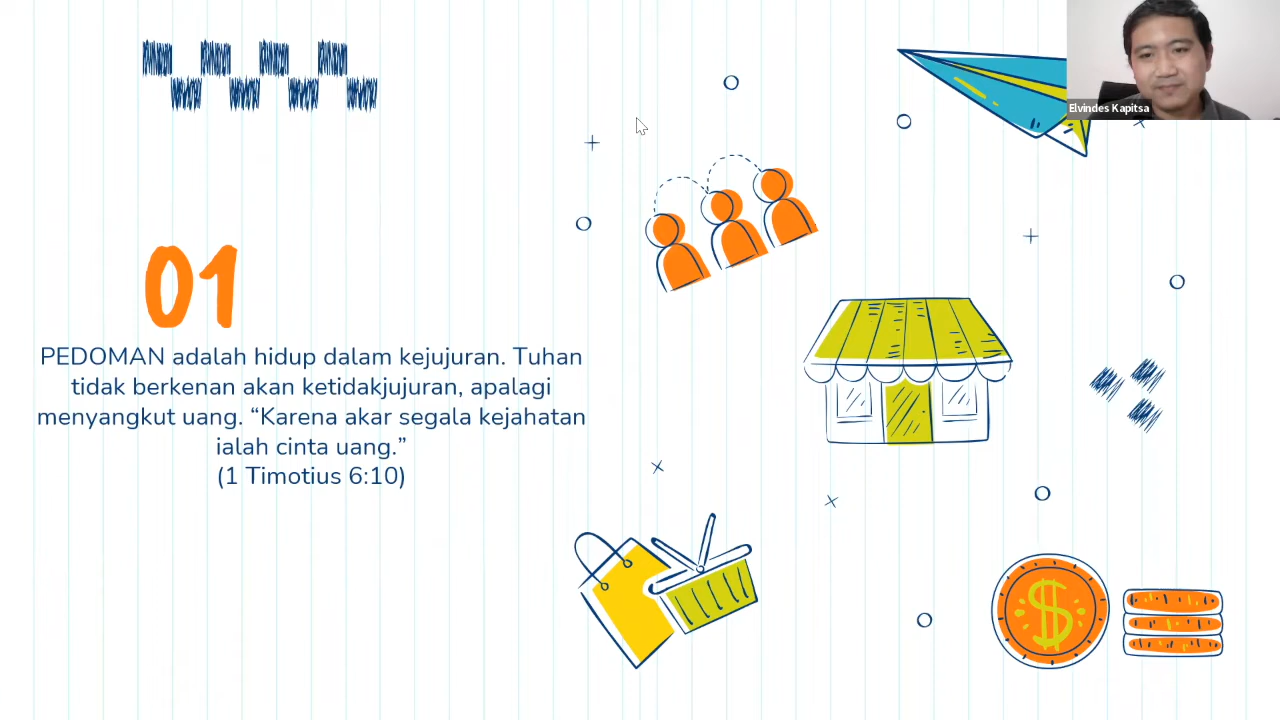 Elvindes Kapitsa
01
PEDOMAN adalah hidup dalam kejujuran. Tuhan
tidak berkenan akan ketidakjujuran, apalagi
menyangkut uang. “Karena akar segala kejahatan
ialah cinta uang.”
(1 Timotius 6:10)
$